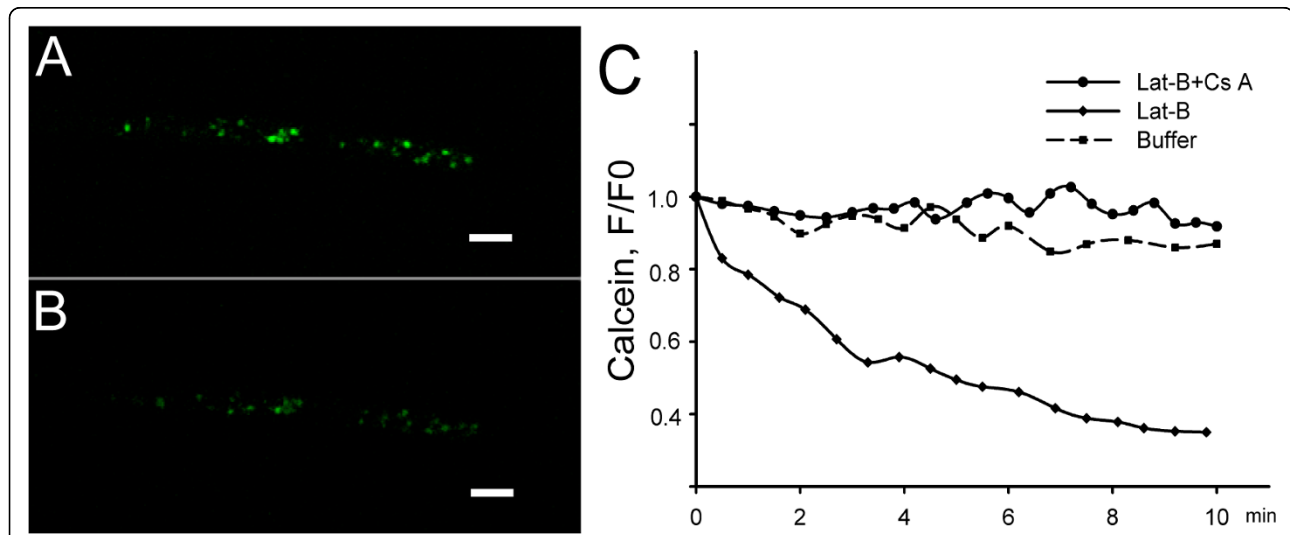 A
B
C
Lat-B+Cs A
Lat-B
Buffer
Calcein, F/F0
1.0
0.8
0.6
0.4
0 2 4 6 8 10 min